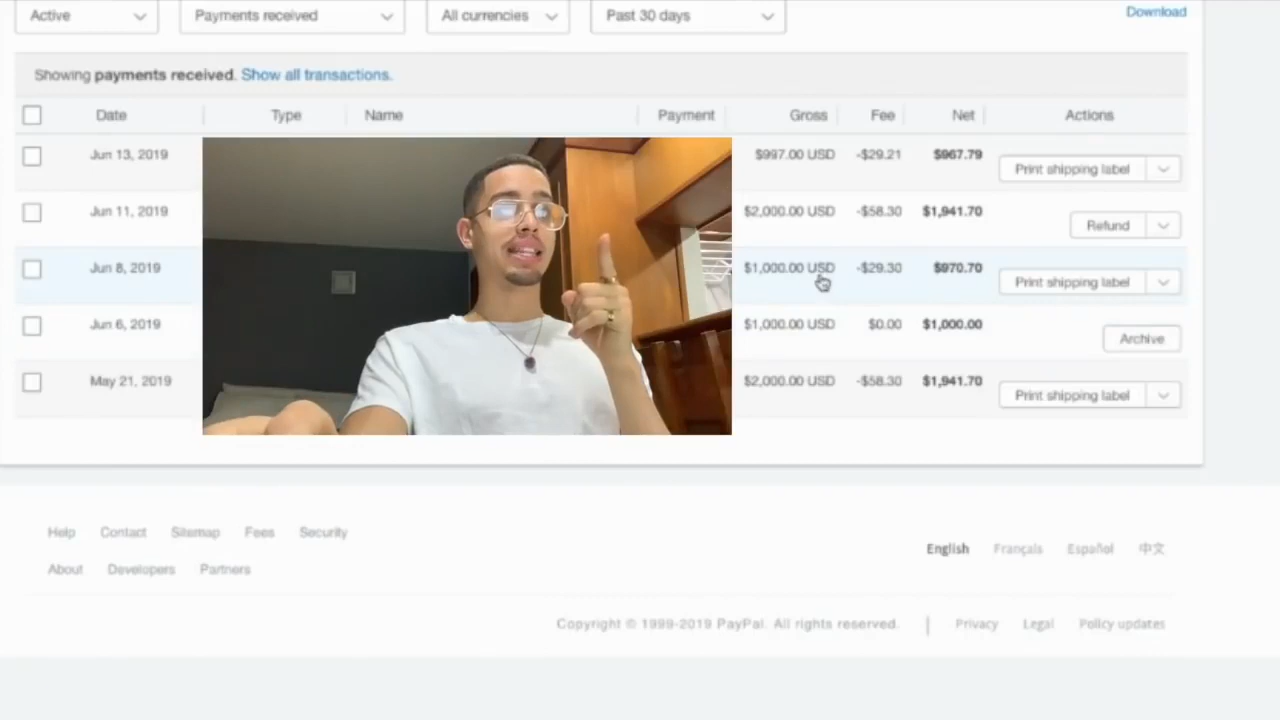 Active Payments received All currencies Past 30 days Download
Showing payments received. Show all transactions.
Date Type Name Payment Gross Fee Net Actions
Jun 13, 2019 $997.00 USD -$29.21 $967.79 Print shipping label
Jun 11, 2019 $2,000.00 USD -$58.30 $1,941.70 Refund
Jun 8, 2019 $1,000.00 USD -$29.30 $970.70 Print shipping label
Jun 6, 2019 $1,000.00 USD $0.00 $1,000.00 Archive
May 21, 2019 $2,000.00 USD -$58.30 $1,941.70 Print shipping label
Help Contact Sitemap Fees Security
English Français Español 中文
About Developers Partners
Copyright © 1999-2019 PayPal. All rights reserved. | Privacy Legal Policy updates